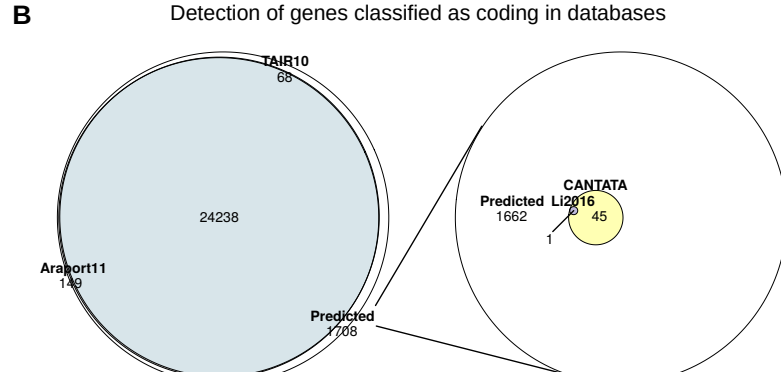 B
Detection of genes classified as coding in databases
TAIR10
68
24238
Araport11
149
Predicted
1708
CANTATA
Predicted Li2016
1662
45
1